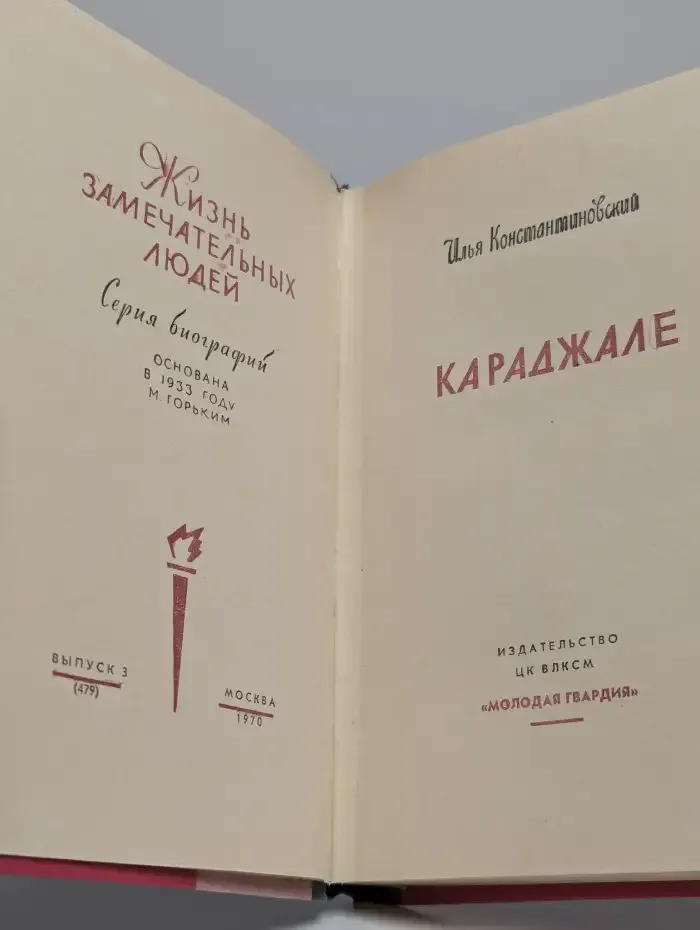 Жизнь
ЗАМЕЧАТЕЛЬНЫХ
ЛЮДЕЙ
Серия биографий
ОСНОВАНА
В 1933 ГОДУ
М. ГОРЬКИМ
ВЫПУСК 3
(479)
МОСКВА
1970
Илья Константиновский
КАРАДЖАЛЕ
ИЗДАТЕЛЬСТВО
ЦК ВЛКСМ
«МОЛОДАЯ ГВАРДИЯ»